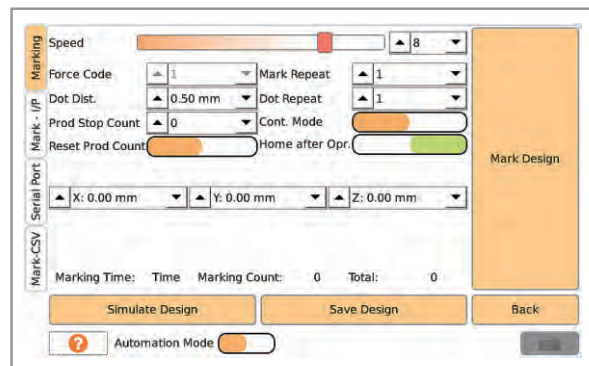 Marking
Mark - I/P
Serial Port
Mark-CSV
Speed
8
Force Code 1 Mark Repeat 1
Dot Dist. 0.50 mm Dot Repeat 1
Prod Stop Count 0 Cont. Mode
Reset Prod Count Home after Opr.
X: 0.00 mm Y: 0.00 mm Z: 0.00 mm
Marking Time: Time Marking Count: 0 Total: 0
Mark Design
Simulate Design Save Design Back
? Automation Mode